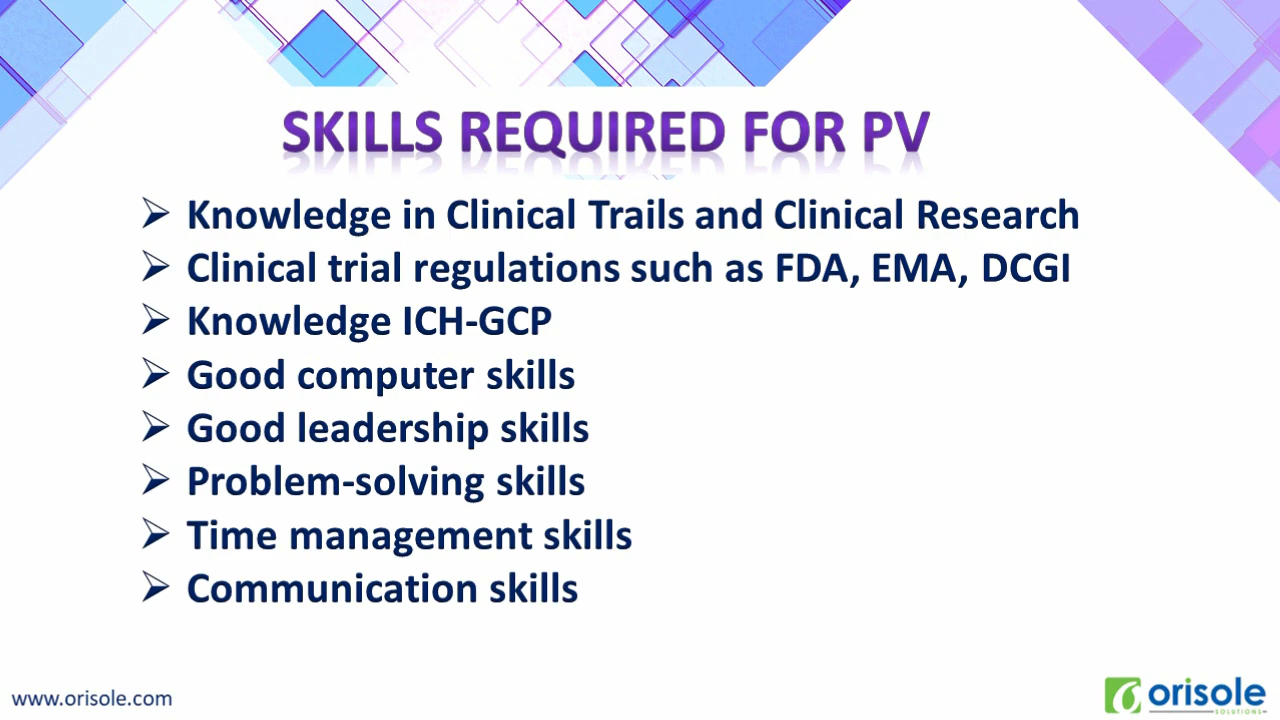 SKILLS REQUIRED FOR PV
Knowledge in Clinical Trails and Clinical Research
Clinical trial regulations such as FDA, EMA, DCGI
Knowledge ICH-GCP
Good computer skills
Good leadership skills
Problem-solving skills
Time management skills
Communication skills
www.orisole.com
orisole
SOLUTIONS